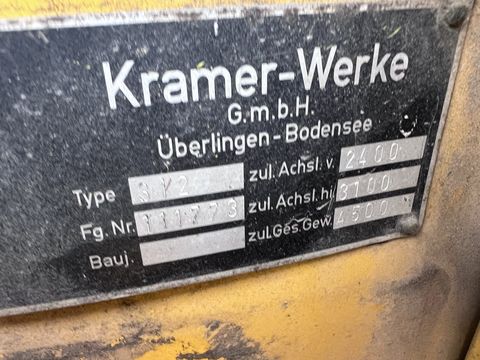 Kramer-Werke
G.m.b.H.
Überlingen-Bodensee
Type zul. Achsl. v. 2400
Fg. Nr. 111773 zul. Achsl. hi 3100
Bauj. zul. Ges. Gew. 4500